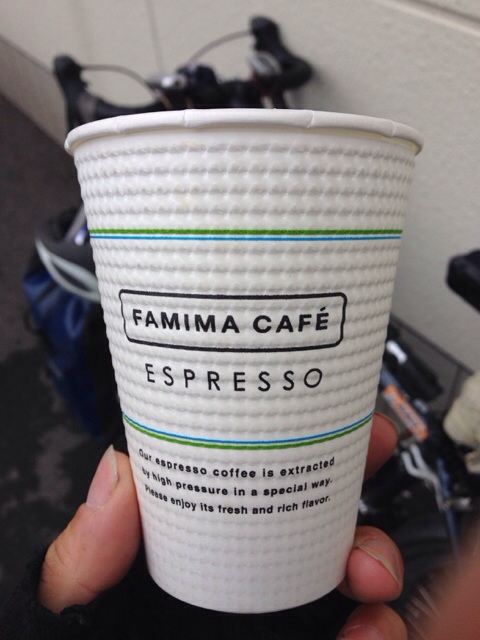 FAMIMA CAFÉ
ESPRESSO
Our espresso coffee is extracted
by high pressure in a special way.
Please enjoy its fresh and rich flavor.